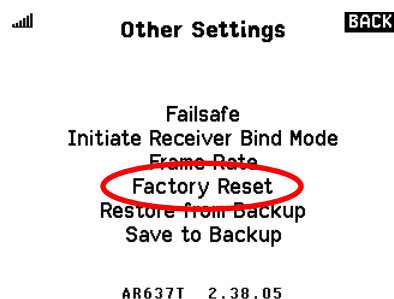 Other Settings
BACK
Failsafe
Initiate Receiver Bind Mode
Frame Rate
Factory Reset
Restore from Backup
Save to Backup
AR637T 2.38.05